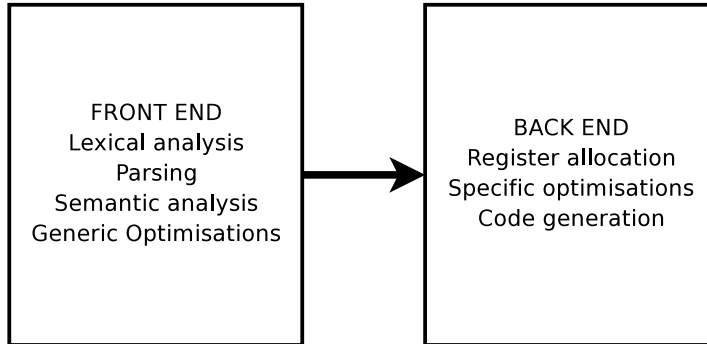 FRONT END
Lexical analysis
Parsing
Semantic analysis
Generic Optimisations
BACK END
Register allocation
Specific optimisations
Code generation